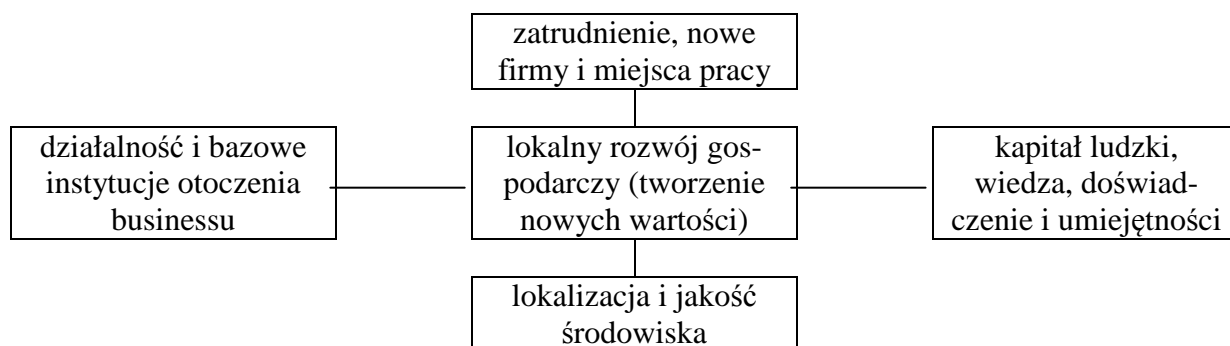 zatrudnienie, nowe
firmy i miejsca pracy
działalność i bazowe
instytucje otoczenia
businessu
lokalny rozwój gos-
podarczy (tworzenie
nowych wartości)
kapitał ludzki,
wiedza, doświad-
czenie i umiejętności
lokalizacja i jakość
środowiska